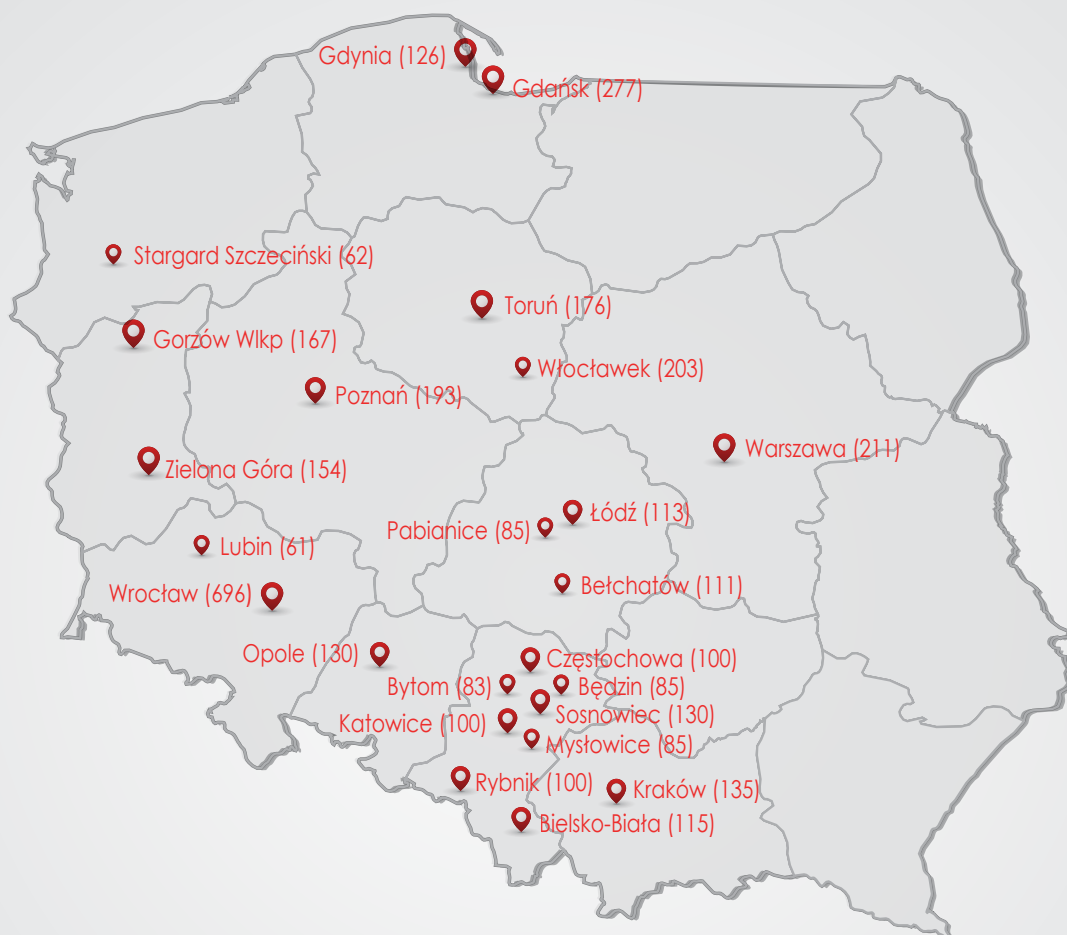 Gdynia (126)
Gdańsk (277)
Stargard Szczeciński (62)
Toruń (176)
Gorzów Wlkp (167)
Włocławek (203)
Poznań (193)
Warszawa (211)
Zielona Góra (154)
Łódź (113)
Pabianice (85)
Lubin (61)
Bełchatów (111)
Wrocław (696)
Opole (130)
Częstochowa (100)
Bytom (83)
Będzin (85)
Sosnowiec (130)
Katowice (100)
Mysłowice (85)
Rybnik (100)
Kraków (135)
Bielsko-Biała (115)